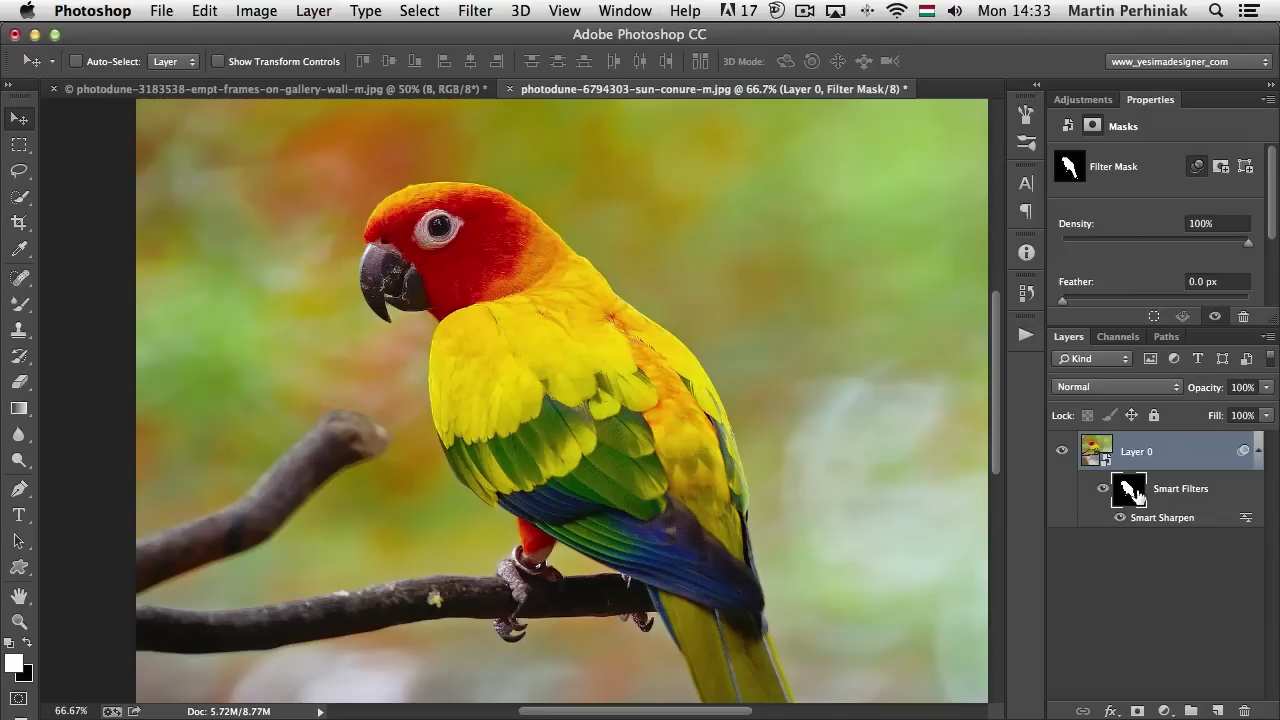 Photoshop File Edit Image Layer Type Select Filter 3D View Window Help 17 Mon 14:33 Martin Perhiniak
Adobe Photoshop CC
Auto-Select: Layer Show Transform Controls 3D Mode: www_yesimadesigner_com
× © photodune-3183538-empt-frames-on-gallery-wall-m.jpg @ 50% (B, RGB/8*) * × photodune-6794303-sun-conure-m.jpg @ 66.7% (Layer 0, Filter Mask/8) *
Adjustments Properties
Masks
Filter Mask
Density: 100%
Feather: 0.0 px
Layers Channels Paths
Kind
Normal Opacity: 100%
Lock: Fill: 100%
Layer 0
Smart Filters
Smart Sharpen
66.67% Doc: 5.72M/8.77M